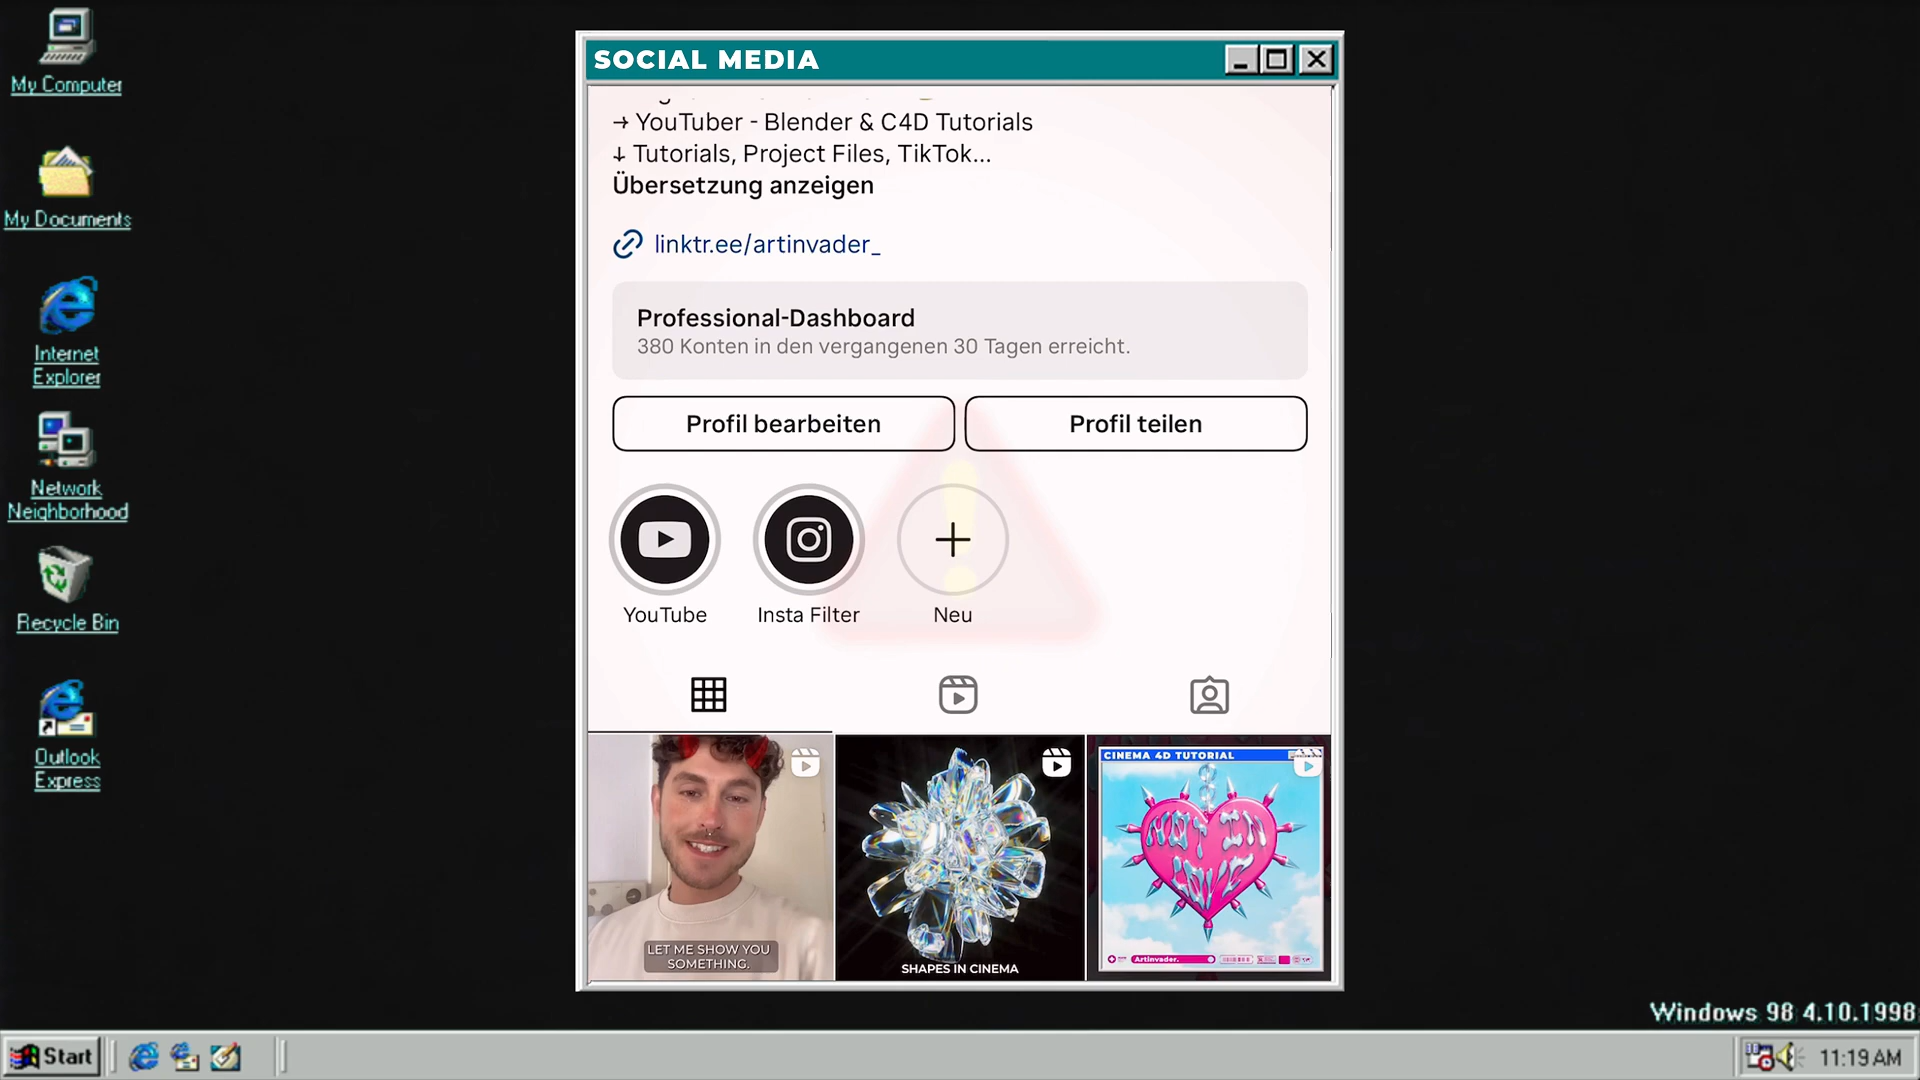 My Computer
My Documents
Internet
Explorer
Network
Neighborhood
Recycle Bin
Outlook
Express
SOCIAL MEDIA
→ YouTuber - Blender & C4D Tutorials
↓ Tutorials, Project Files, TikTok...
Übersetzung anzeigen
linktr.ee/artinvader_
Professional-Dashboard
380 Konten in den vergangenen 30 Tagen erreicht.
Profil bearbeiten
Profil teilen
YouTube
Insta Filter
Neu
LET ME SHOW YOU
SOMETHING.
SHAPES IN CINEMA
CINEMA 4D TUTORIAL
NOT IN
LOVE
Artinvader.
Windows 98 4.10.1998
Start
11:19 AM